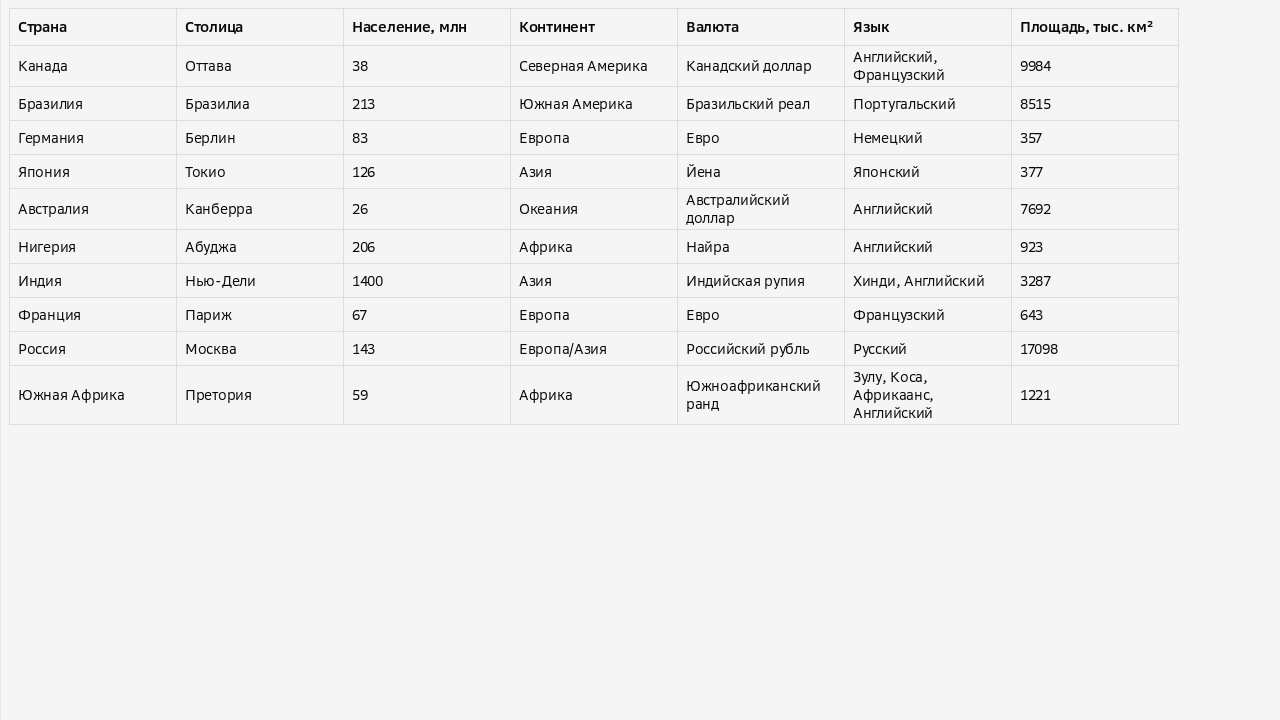 Страна Столица Население, млн Континент Валюта Язык Площадь, тыс. км²
Канада Оттава 38 Северная Америка Канадский доллар Английский, Французский 9984
Бразилия Бразилиа 213 Южная Америка Бразильский реал Португальский 8515
Германия Берлин 83 Европа Евро Немецкий 357
Япония Токио 126 Азия Йена Японский 377
Австралия Канберра 26 Океания Австралийский доллар Английский 7692
Нигерия Абуджа 206 Африка Найра Английский 923
Индия Нью-Дели 1400 Азия Индийская рупия Хинди, Английский 3287
Франция Париж 67 Европа Евро Французский 643
Россия Москва 143 Европа/Азия Российский рубль Русский 17098
Южная Африка Претория 59 Африка Южноафриканский ранд Зулу, Коса, Африкаанс, Английский 1221